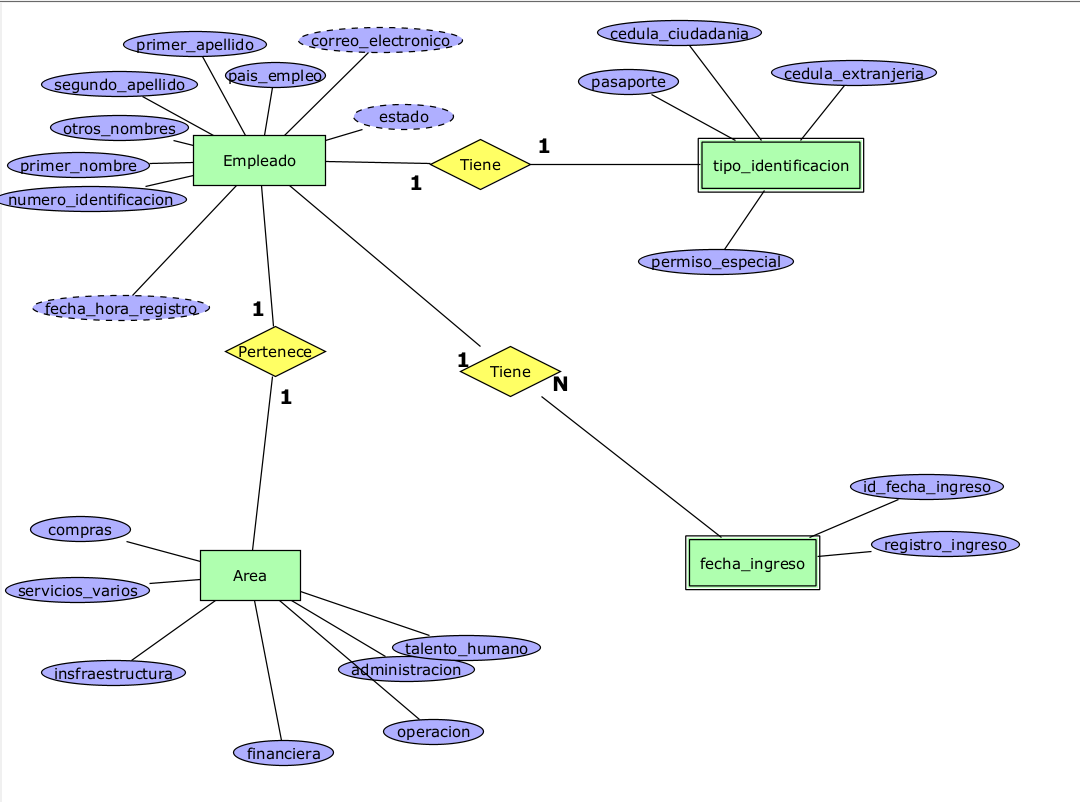 primer_apellido
correo_electronico
cedula_ciudadania
segundo_apellido
pais_empleo
pasaporte
cedula_extranjeria
otros_nombres
estado
primer_nombre
Empleado
Tiene
1
1
tipo_identificacion
numero_identificacion
permiso_especial
fecha_hora_registro
1
Pertenece
1
1
Tiene
N
id_fecha_ingreso
registro_ingreso
fecha_ingreso
compras
servicios_varios
Area
insfraestructura
talento_humano
administracion
operacion
financiera